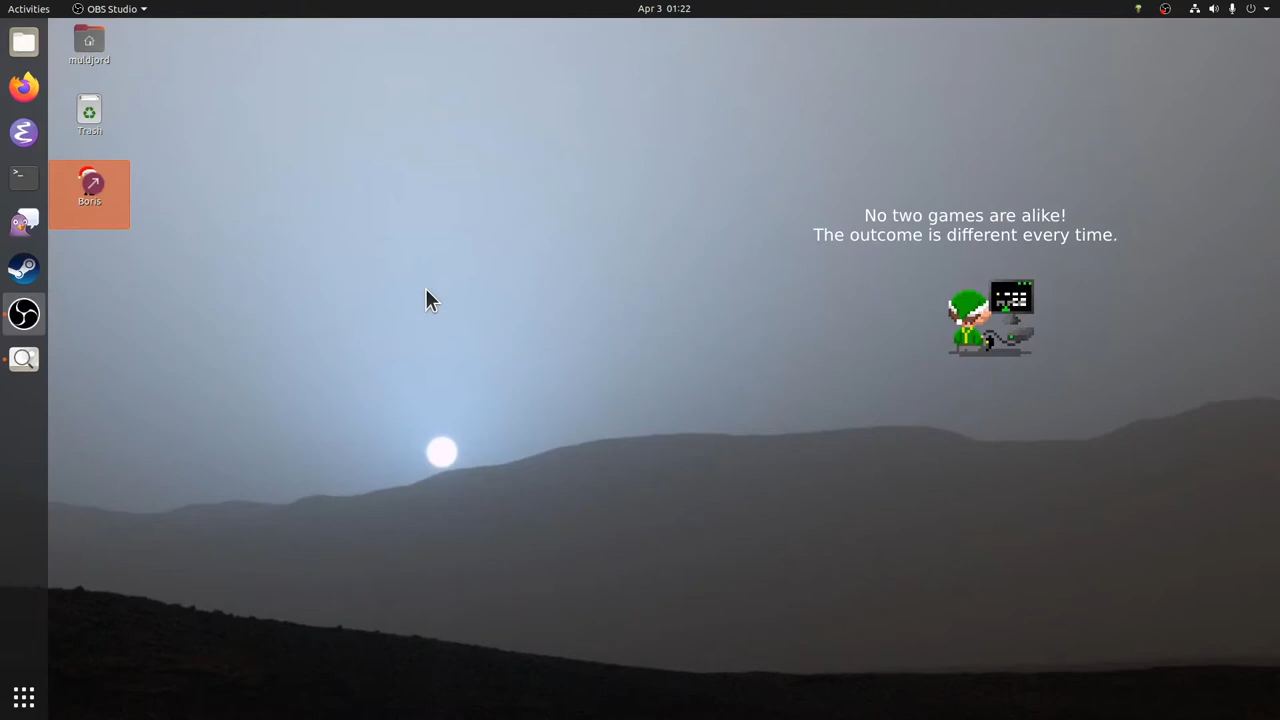 Activities
OBS Studio
Apr 3 01:22
muldjord
Trash
Boris
No two games are alike!
The outcome is different every time.